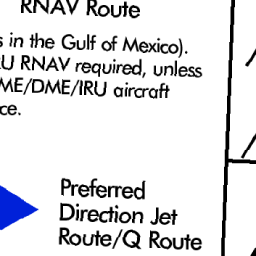 RNAV Route
s in the Gulf of Mexico).
RU RNAV required, unless
ME/DME/IRU aircraft
ce.
Preferred
Direction Jet
Route/Q Route